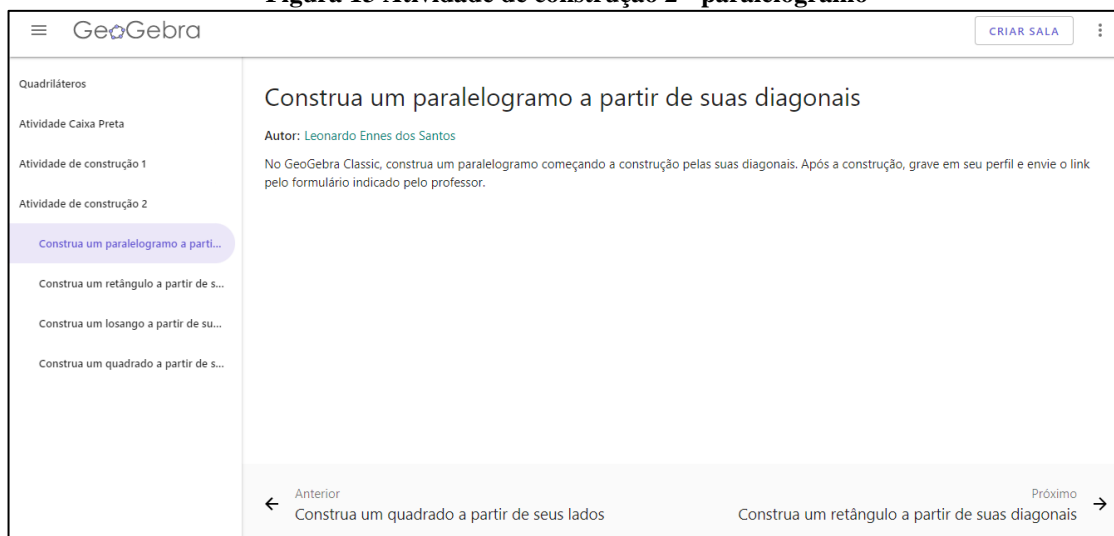 Figura 13 Atividade de construção 2 - paralelogramo
GeoGebra
CRIAR SALA
Quadriláteros
Atividade Caixa Preta
Atividade de construção 1
Atividade de construção 2
Construa um paralelogramo a parti...
Construa um retângulo a partir de s...
Construa um losango a partir de su...
Construa um quadrado a partir de s...
Construa um paralelogramo a partir de suas diagonais
Autor: Leonardo Ennes dos Santos
No GeoGebra Classic, construa um paralelogramo começando a construção pelas suas diagonais. Após a construção, grave em seu perfil e envie o link
pelo formulário indicado pelo professor.
Anterior
Construa um quadrado a partir de seus lados
Próximo
Construa um retângulo a partir de suas diagonais